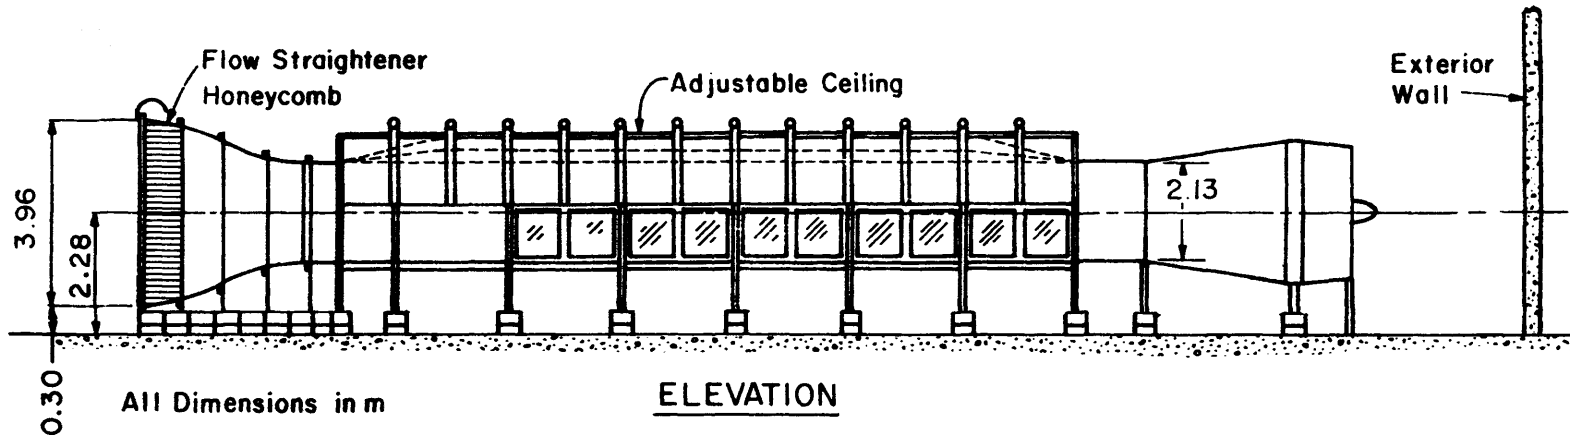 Flow Straightener
Honeycomb
Adjustable Ceiling
Exterior
Wall
3.96
2.28
2.13
0.30
All Dimensions in m
ELEVATION